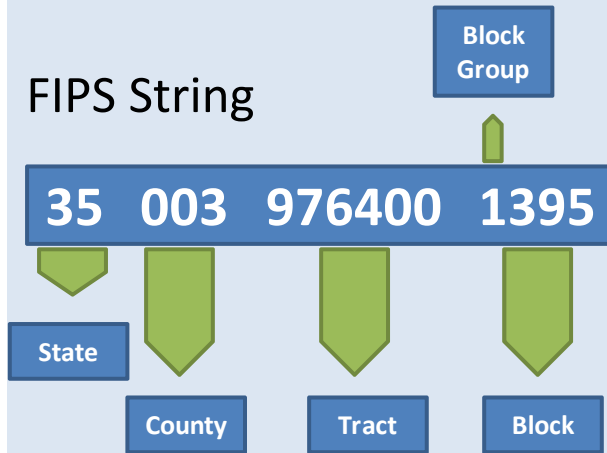 Block
Group
FIPS String
35 003 976400 1395
State
County Tract Block